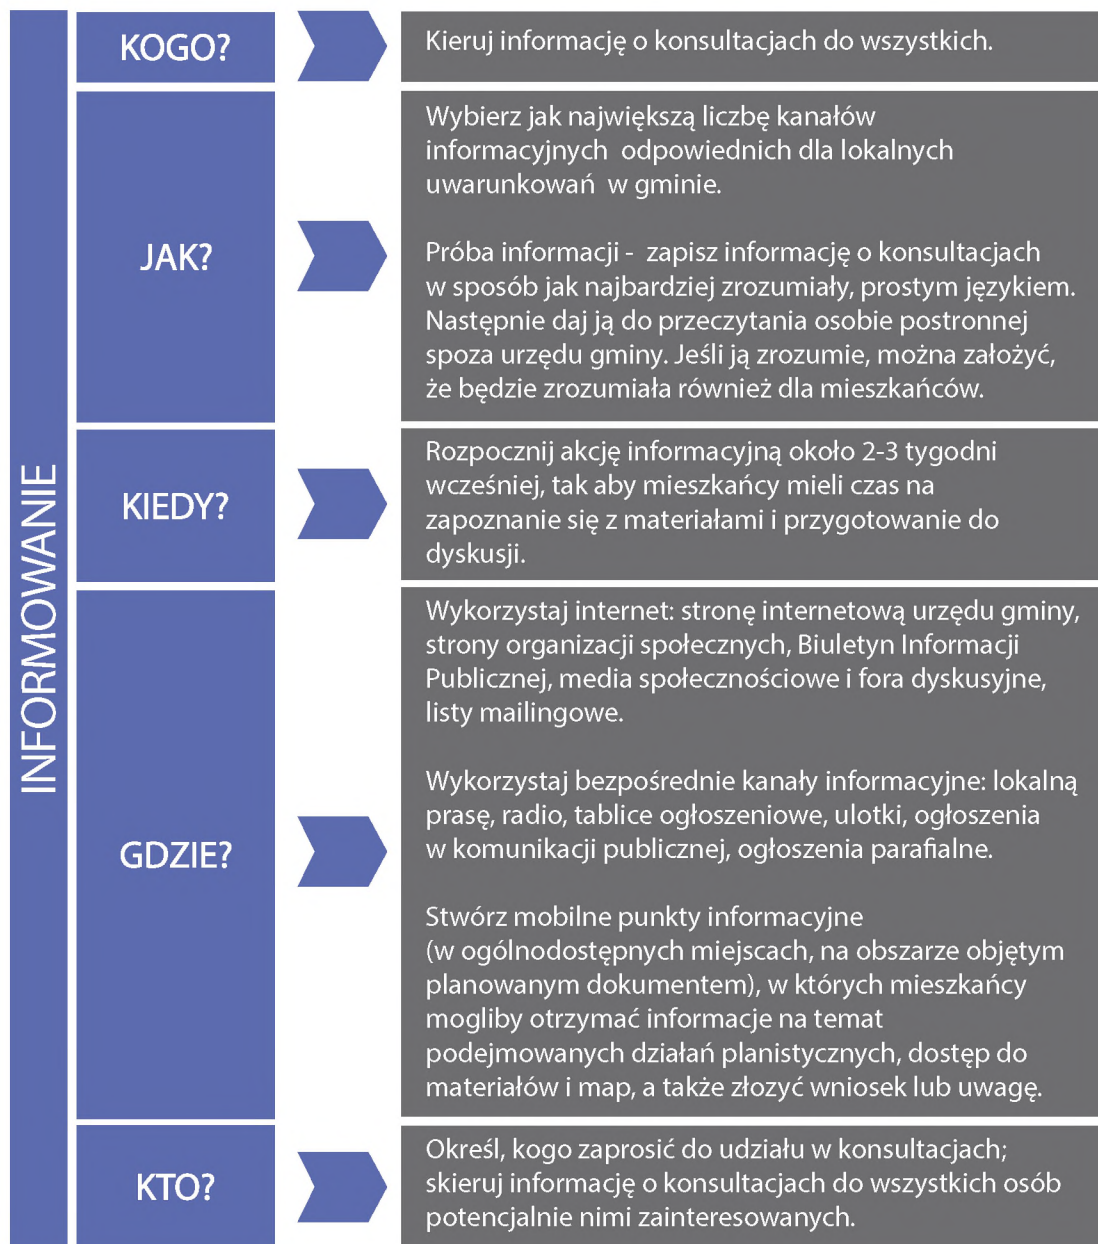 INFORMOWANIE
KOGO?
Kieruj informację o konsultacjach do wszystkich.
JAK?
Wybierz jak największą liczbę kanałów
informacyjnych odpowiednich dla lokalnych
uwarunkowań w gminie.
Próba informacji - zapisz informację o konsultacjach
w sposób jak najbardziej zrozumiały, prostym językiem.
Następnie daj ją do przeczytania osobie postronnej
spoza urzędu gminy. Jeśli ją zrozumie, można założyć,
że będzie zrozumiała również dla mieszkańców.
KIEDY?
Rozpocznij akcję informacyjną około 2-3 tygodni
wcześniej, tak aby mieszkańcy mieli czas na
zapoznanie się z materiałami i przygotowanie do
dyskusji.
GDZIE?
Wykorzystaj internet: stronę internetową urzędu gminy,
strony organizacji społecznych, Biuletyn Informacji
Publicznej, media społecznościowe i fora dyskusyjne,
listy mailingowe.
Wykorzystaj bezpośrednie kanały informacyjne: lokalną
prasę, radio, tablice ogłoszeniowe, ulotki, ogłoszenia
w komunikacji publicznej, ogłoszenia parafialne.
Stwórz mobilne punkty informacyjne
(w ogólnodostępnych miejscach, na obszarze objętym
planowanym dokumentem), w których mieszkańcy
mogliby otrzymać informacje na temat
podejmowanych działań planistycznych, dostęp do
materiałów i map, a także złozyć wniosek lub uwagę.
KTO?
Określ, kogo zaprosić do udziału w konsultacjach;
skieruj informację o konsultacjach do wszystkich osób
potencjalnie nimi zainteresowanych.